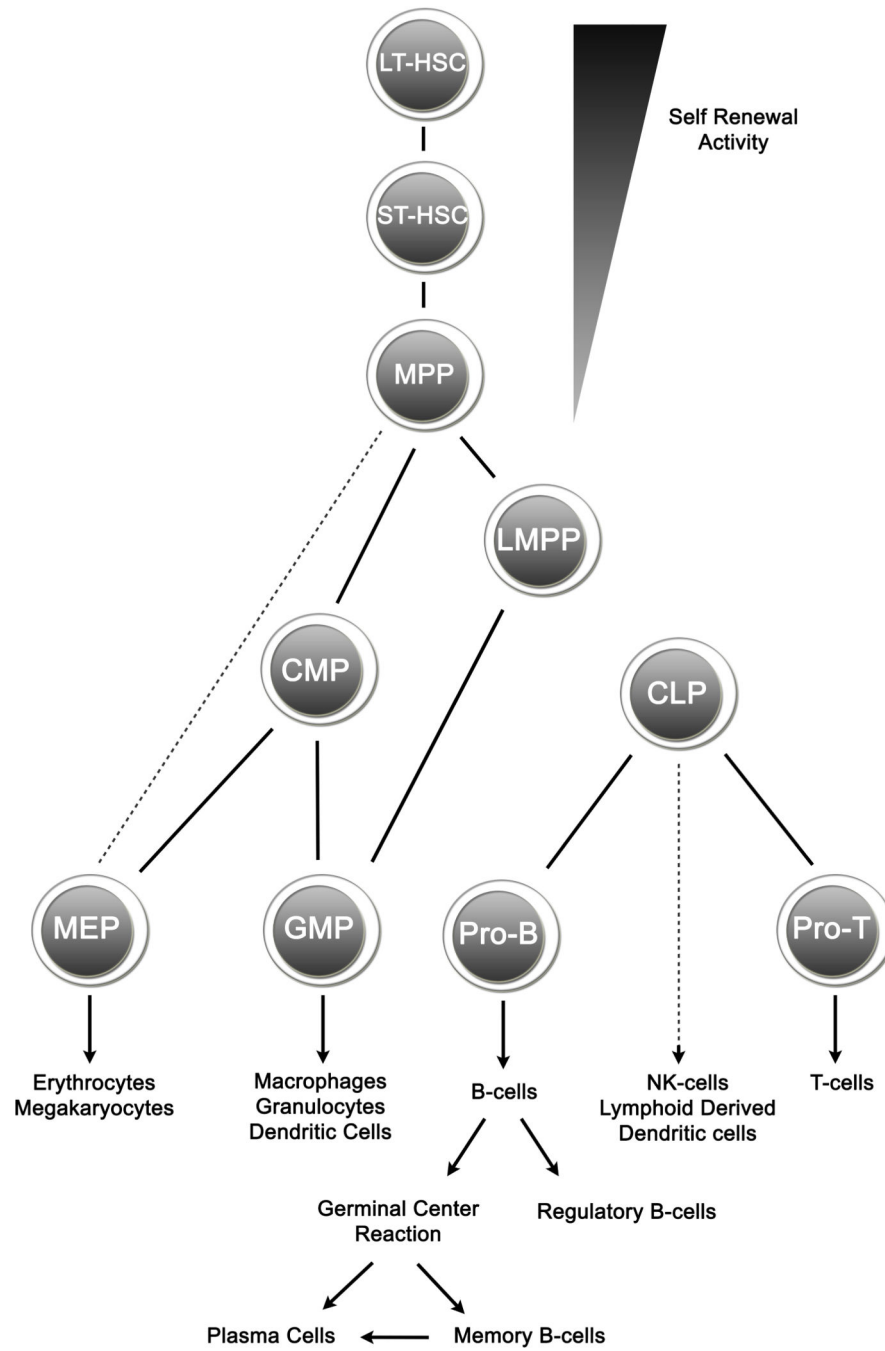 LT-HSC
Self Renewal
Activity
ST-HSC
MPP
LMPP
CMP
CLP
MEP
GMP
Pro-B
Pro-T
Erythrocytes
Megakaryocytes
Macrophages
Granulocytes
Dendritic Cells
B-cells
NK-cells
Lymphoid Derived
Dendritic cells
T-cells
Germinal Center
Reaction
Regulatory B-cells
Plasma Cells
Memory B-cells